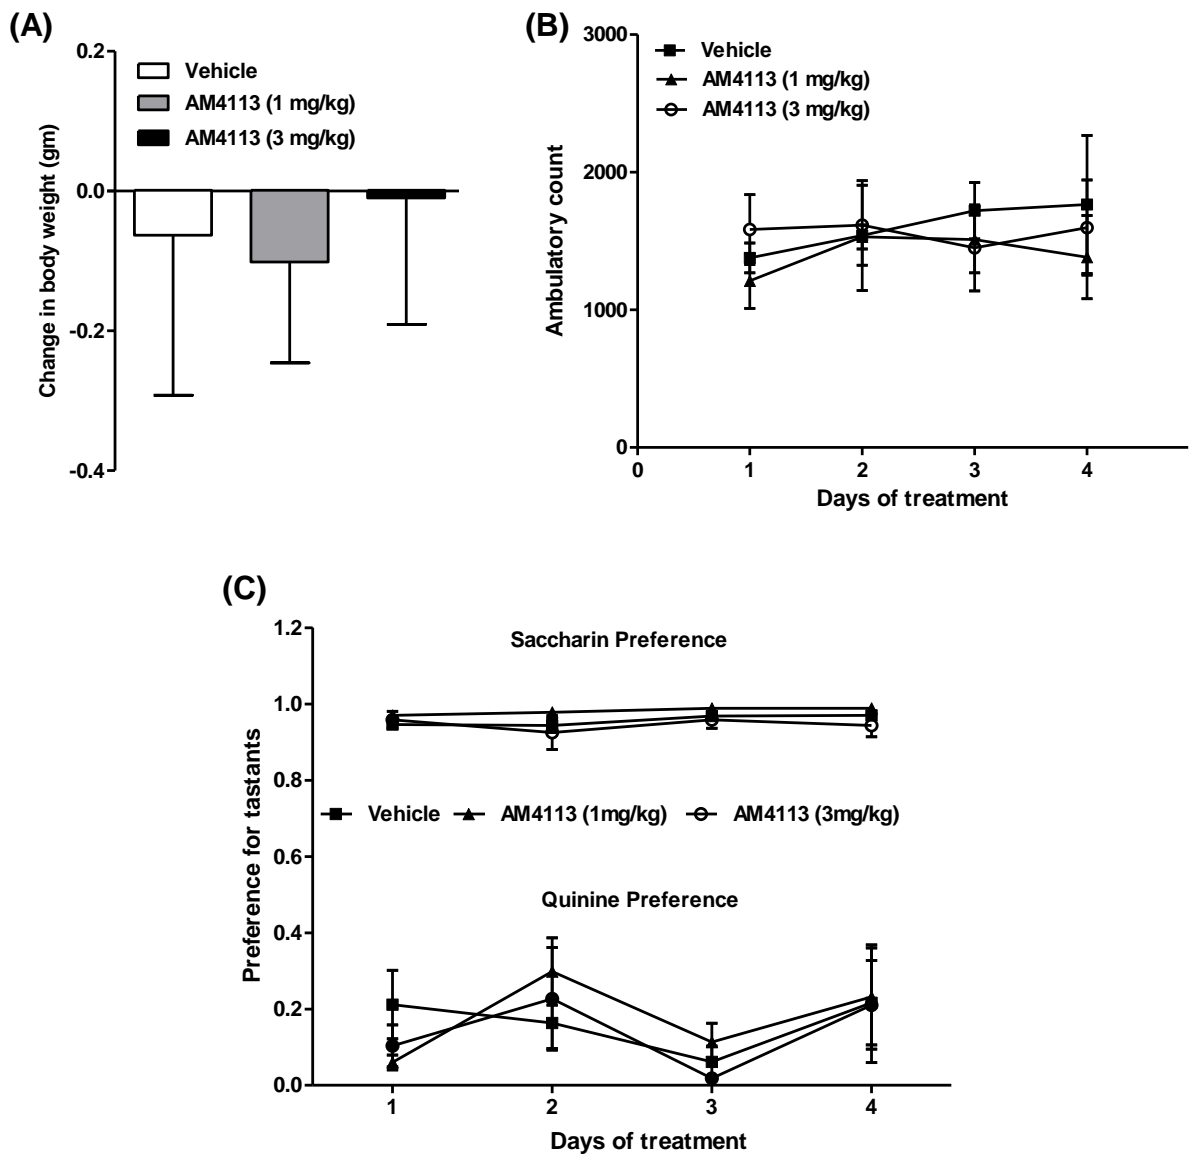 (A)
0.2
0.0
-0.2
-0.4
Change in body weight (gm)
Vehicle
AM4113 (1 mg/kg)
AM4113 (3 mg/kg)
(B)
3000
2000
1000
0
Ambulatory count
Vehicle
AM4113 (1 mg/kg)
AM4113 (3 mg/kg)
0 1 2 3 4
Days of treatment
(C)
1.2
1.0
0.8
0.6
0.4
0.2
0.0
Preference for tastants
Saccharin Preference
Vehicle AM4113 (1mg/kg) AM4113 (3mg/kg)
Quinine Preference
1 2 3 4
Days of treatment